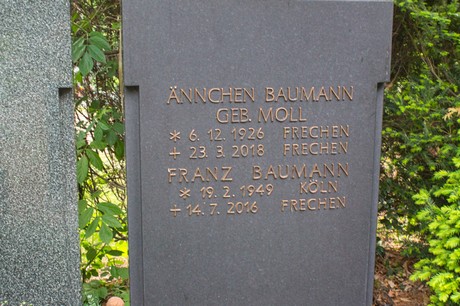 ÄNNCHEN BAUMANN
GEB. MOLL
* 6. 12. 1926 FRECHEN
+ 23. 3. 2018 FRECHEN
FRANZ BAUMANN
* 19. 2. 1949 KÖLN
+ 14. 7. 2016 FRECHEN